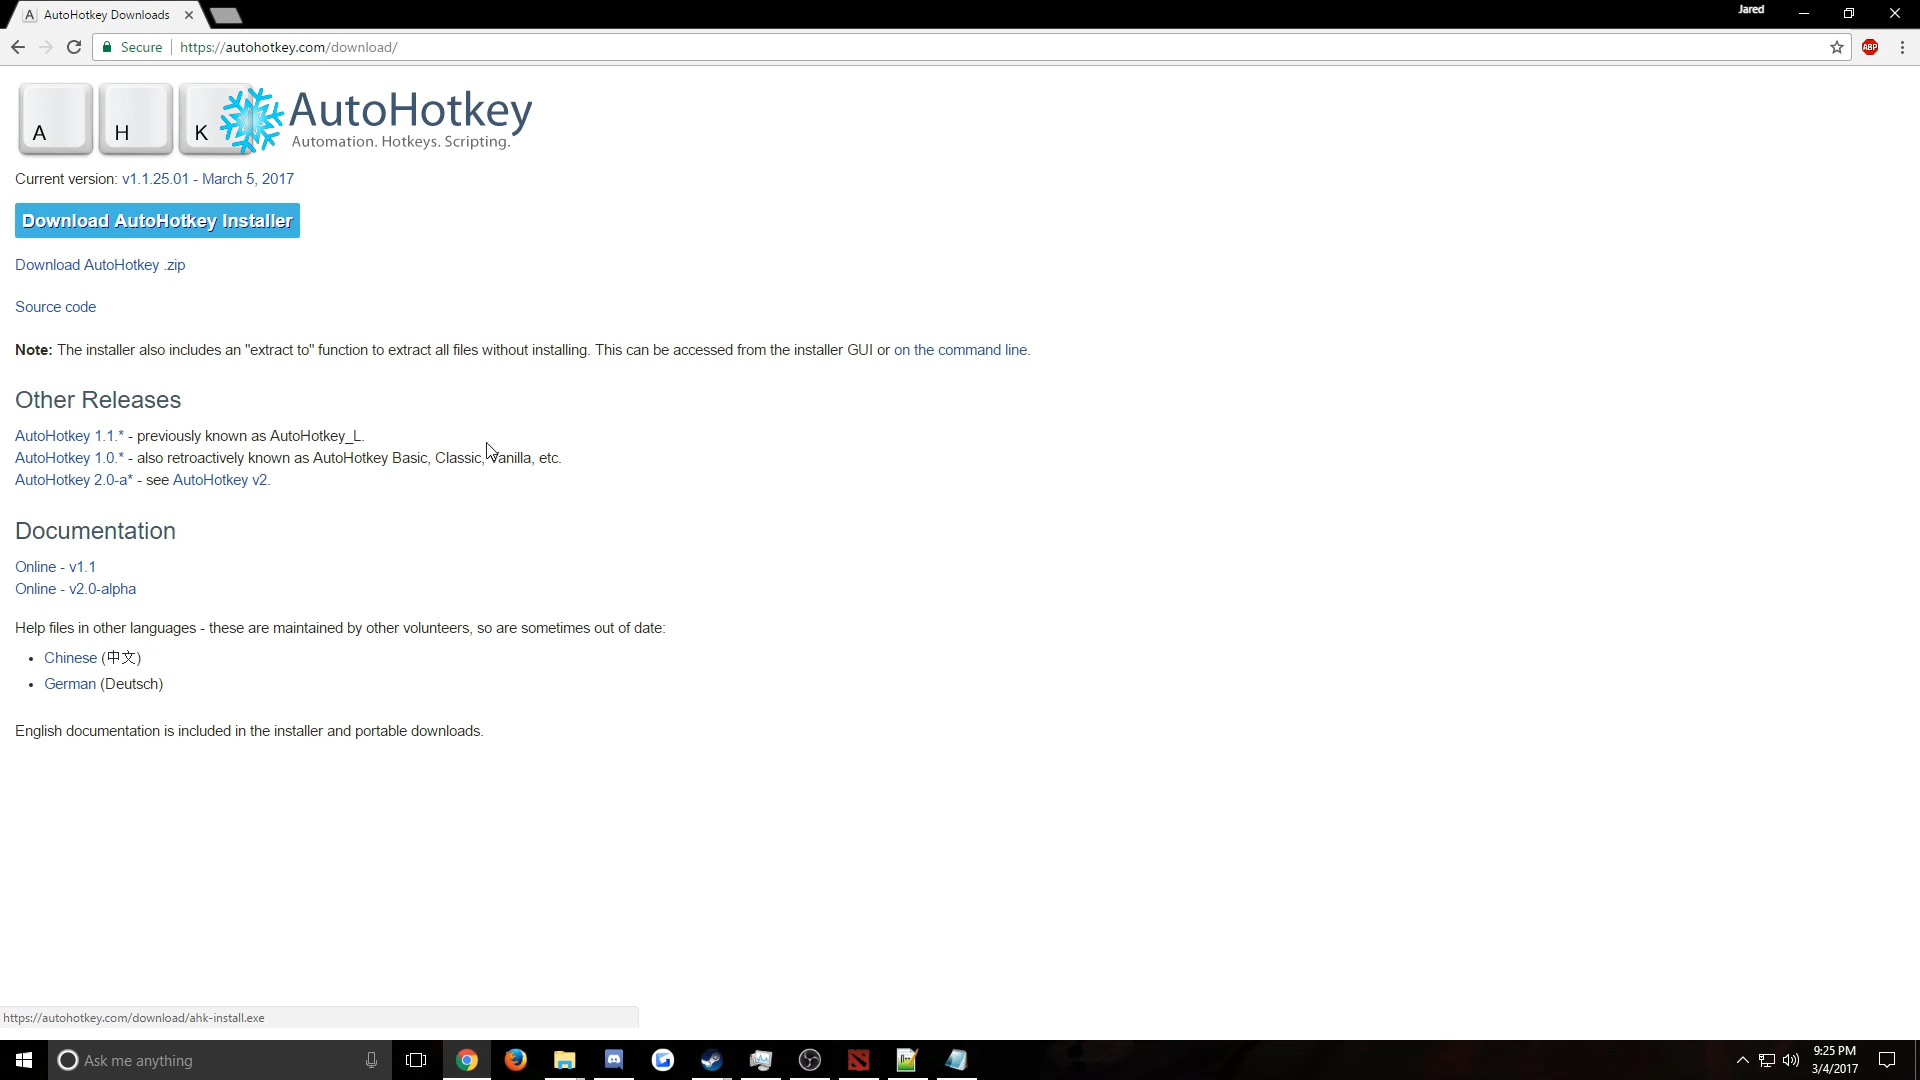 AutoHotkey Downloads
Jared
Secure https://autohotkey.com/download/
ABP
A H K AutoHotkey
Automation. Hotkeys. Scripting.
Current version: v1.1.25.01 - March 5, 2017
Download AutoHotkey Installer
Download AutoHotkey .zip
Source code
Note: The installer also includes an "extract to" function to extract all files without installing. This can be accessed from the installer GUI or on the command line.
Other Releases
AutoHotkey 1.1.* - previously known as AutoHotkey_L.
AutoHotkey 1.0.* - also retroactively known as AutoHotkey Basic, Classic, Vanilla, etc.
AutoHotkey 2.0-a* - see AutoHotkey v2.
Documentation
Online - v1.1
Online - v2.0-alpha
Help files in other languages - these are maintained by other volunteers, so are sometimes out of date:
• Chinese (中文)
• German (Deutsch)
English documentation is included in the installer and portable downloads.
https://autohotkey.com/download/ahk-install.exe
Ask me anything
9:25 PM
3/4/2017